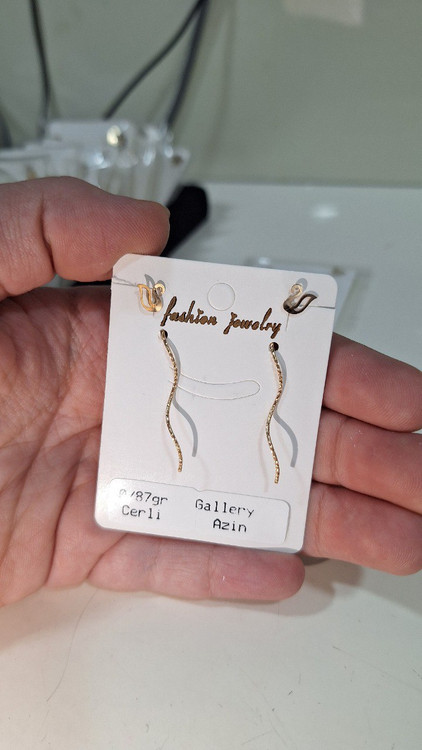 fashion jewelry
0/87gr
Cerli
Gallery
Azin